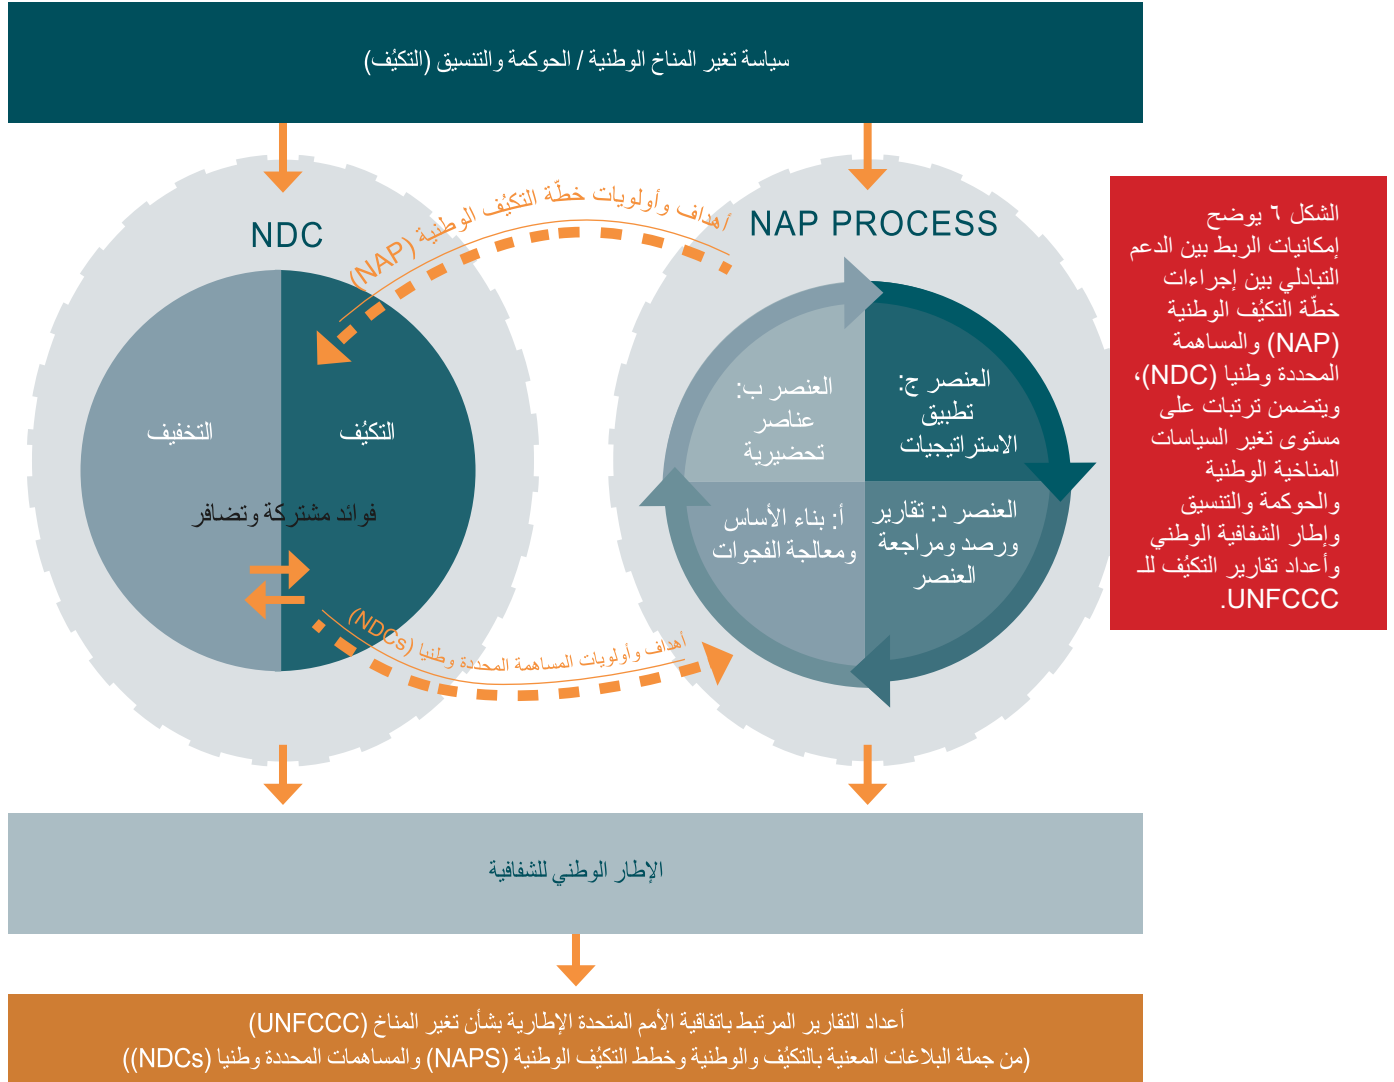 سياسة تغير المناخ الوطنية / الحوكمة والتنسيق (التكيُف)
NDC
NAP PROCESS
أهداف وأولويات خطّة التكيُف الوطنية (NAP)
التخفيف
التكيُف
فوائد مشتركة وتضافر
العنصر ب:
عناصر
تحضيرية
العنصر ج:
تطبيق
الاستراتيجيات
أ: بناء الأساس
ومعالجة الفجوات
العنصر د: تقارير
ورصد ومراجعة
العنصر
أهداف وأولويات المساهمة المحددة وطنيا (NDCs)
الشكل ٦ يوضح
إمكانيات الربط بين الدعم
التبادلي بين إجراءات
خطّة التكيُف الوطنية
(NAP) والمساهمة
المحددة وطنيا (NDC)،
ويتضمن ترتبات على
مستوى تغير السياسات
المناخية الوطنية
والحوكمة والتنسيق
وإطار الشفافية الوطني
وأعداد تقارير التكيُف للـ
UNFCCC.
الإطار الوطني للشفافية
أعداد التقارير المرتبط باتفاقية الأمم المتحدة الإطارية بشأن تغير المناخ (UNFCCC)
(من جملة البلاغات المعنية بالتكيُف والوطنية وخطط التكيُف الوطنية (NAPS) والمساهمات المحددة وطنيا (NDCs))